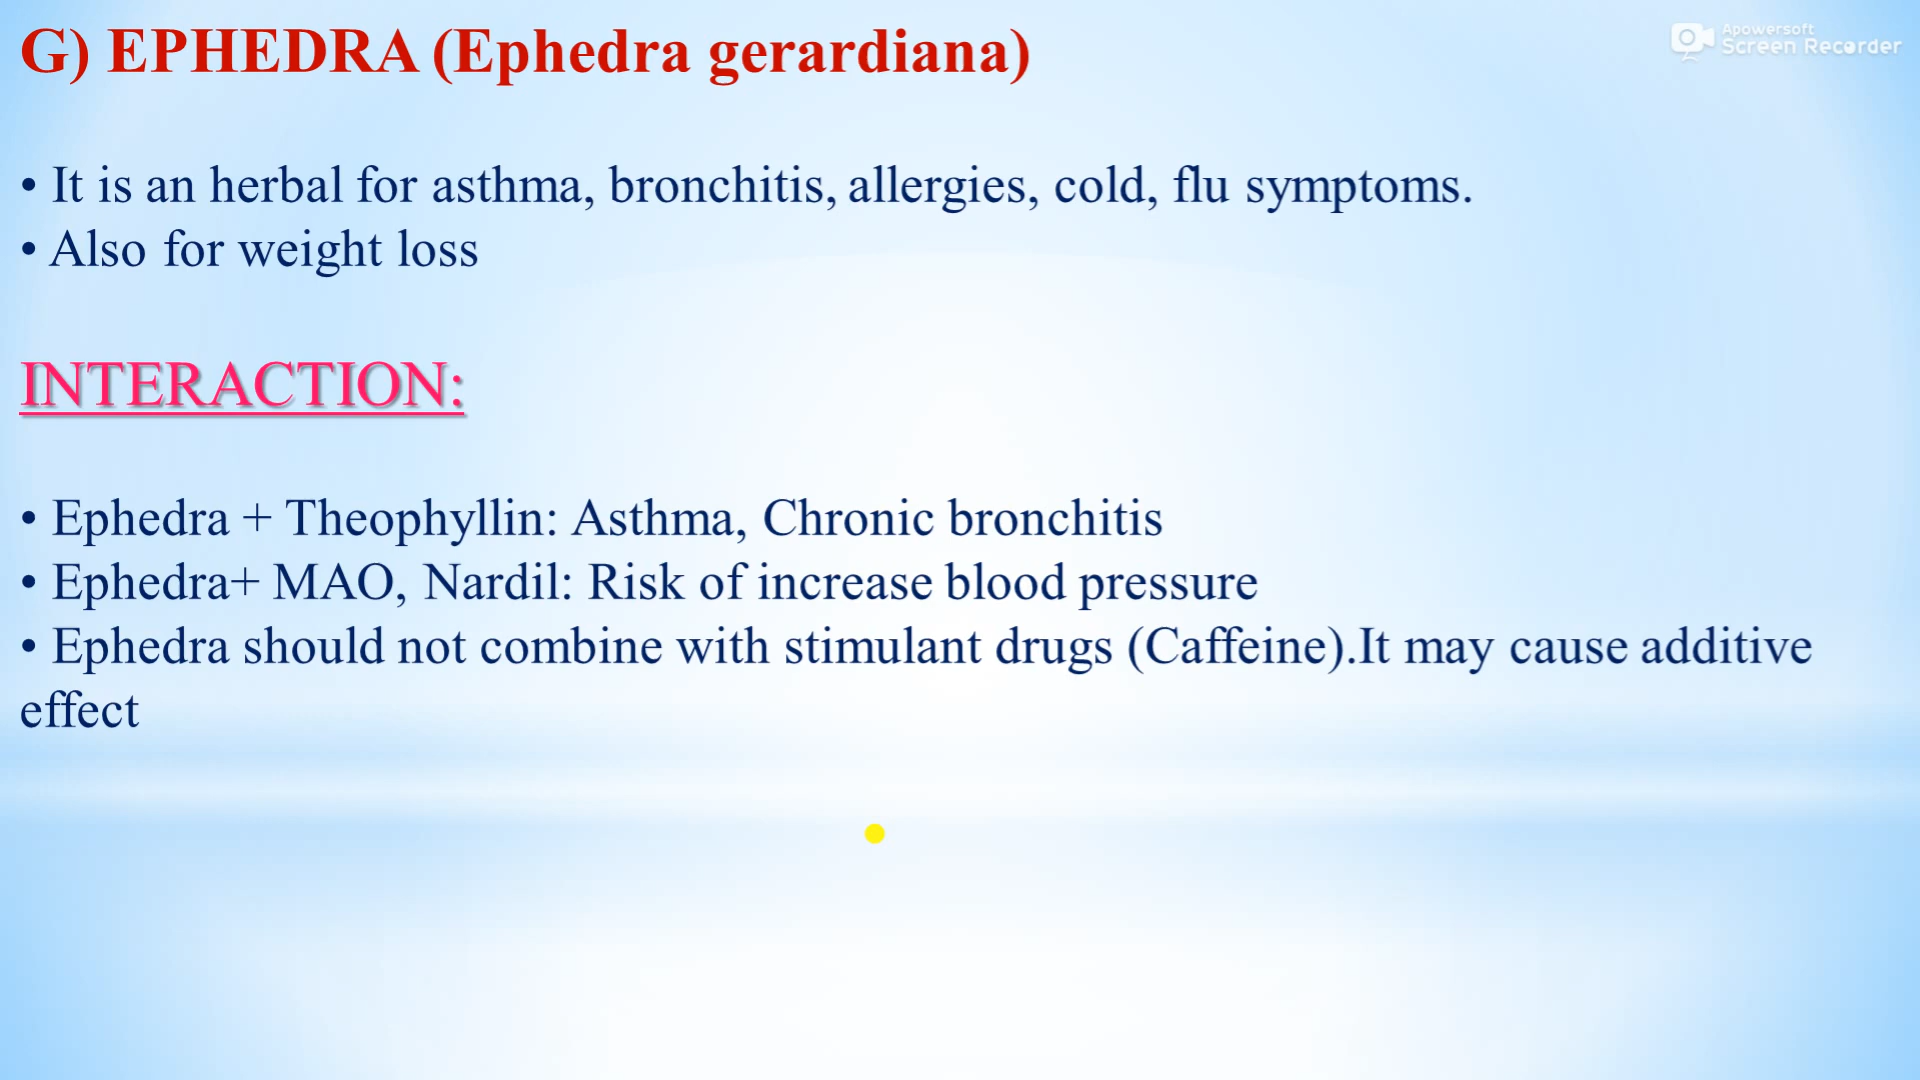 G) EPHEDRA (Ephedra gerardiana)
Apowersoft
Screen Recorder
• It is an herbal for asthma, bronchitis, allergies, cold, flu symptoms.
• Also for weight loss
INTERACTION:
• Ephedra + Theophyllin: Asthma, Chronic bronchitis
• Ephedra+ MAO, Nardil: Risk of increase blood pressure
• Ephedra should not combine with stimulant drugs (Caffeine).It may cause additive
effect